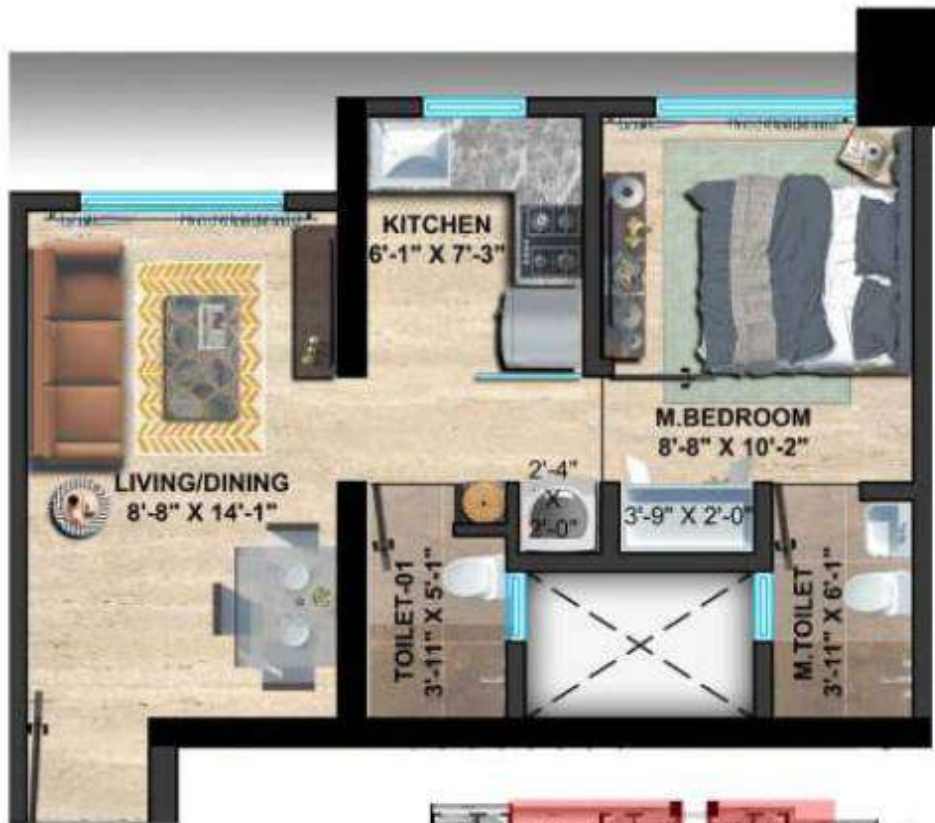 KITCHEN
6'-1" X 7'-3"
M.BEDROOM
8'-8" X 10'-2"
LIVING/DINING
8'-8" X 14'-1"
2'-4"
X
2'-0"
3'-9" X 2'-0"
TOILET-01
3'-11" X 5'-1"
M.TOILET
3'-11" X 6'-1"